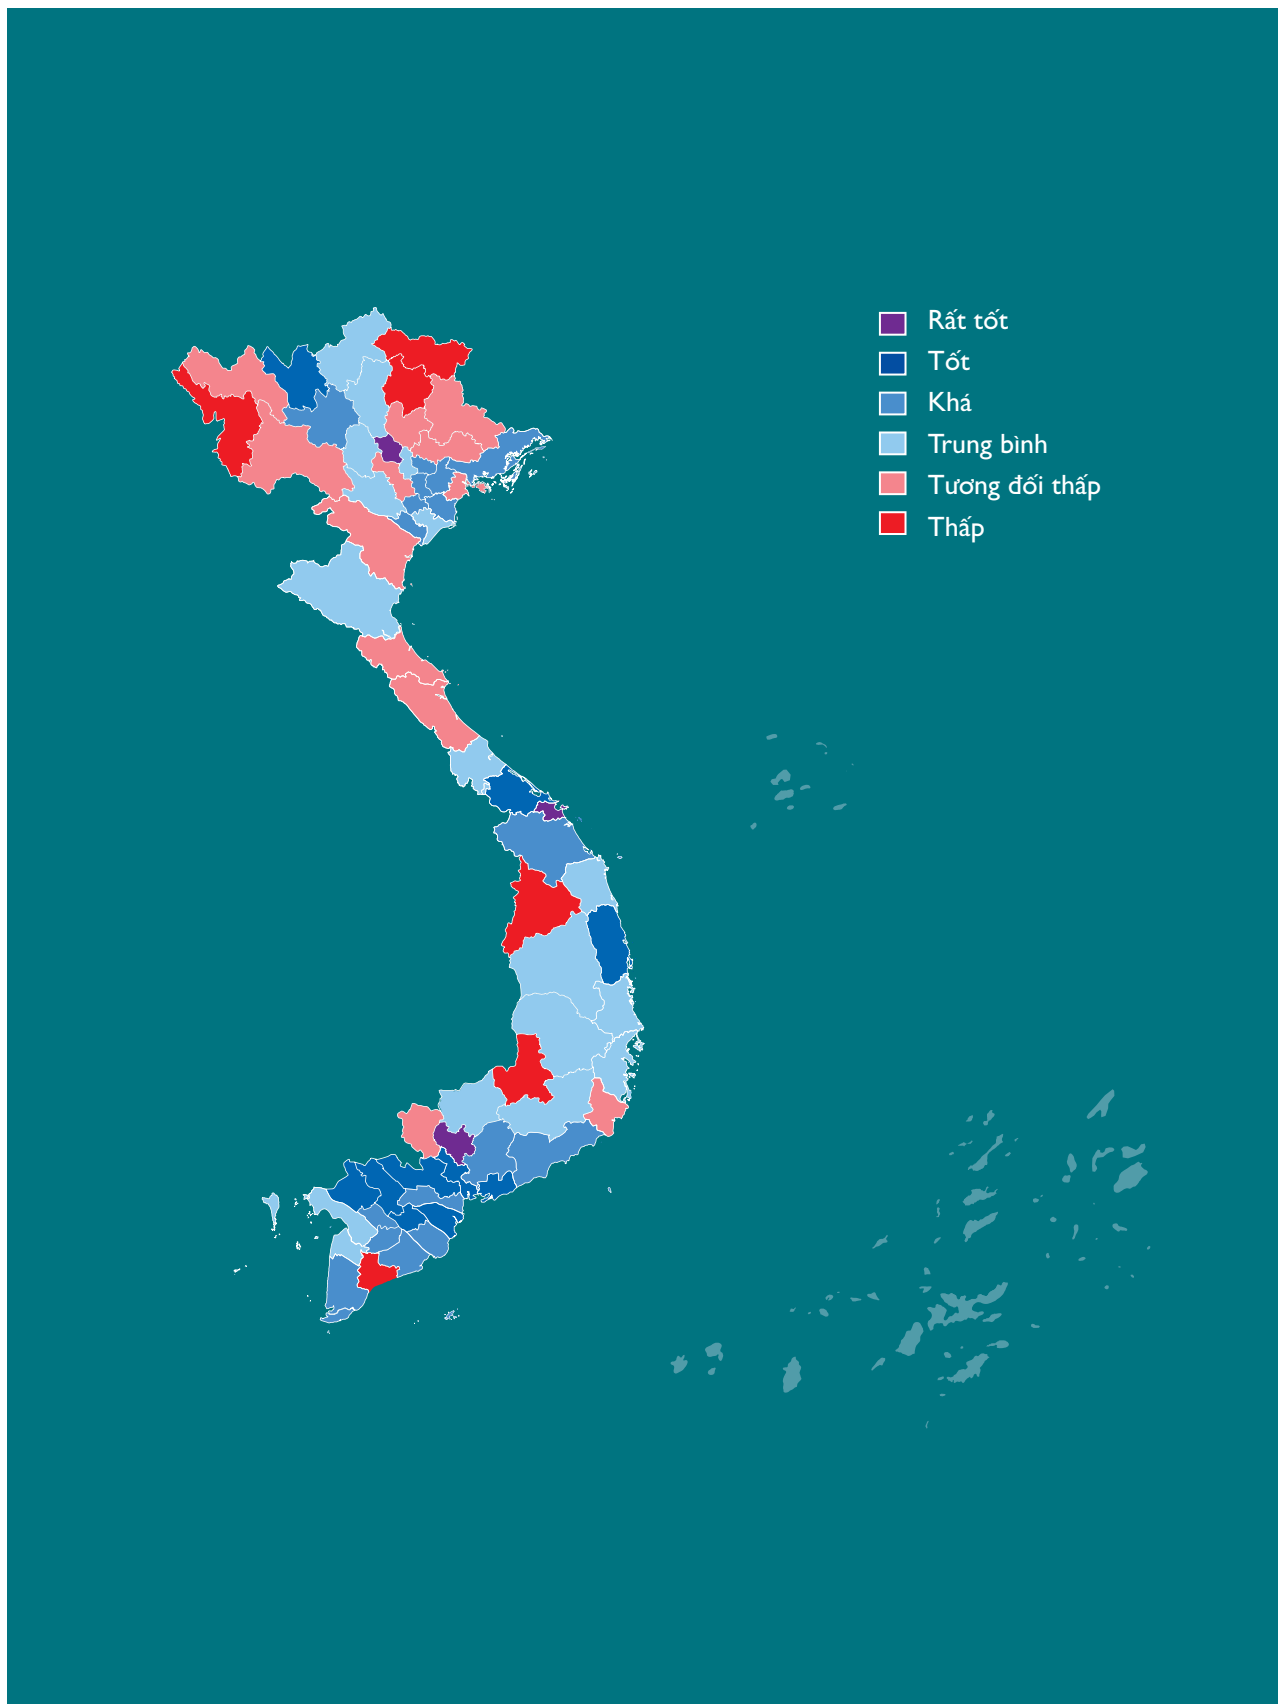 Rất tốt
Tốt
Khá
Trung bình
Tương đối thấp
Thấp